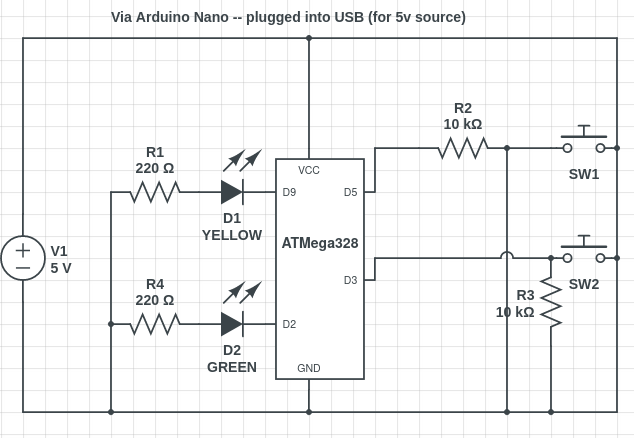 Via Arduino Nano -- plugged into USB (for 5v source)
R2
10 kΩ
R1
220 Ω
VCC
SW1
D9
D5
D1
YELLOW
ATMega328
V1
5 V
D3
SW2
R4
220 Ω
R3
10 kΩ
D2
D2
GREEN
GND